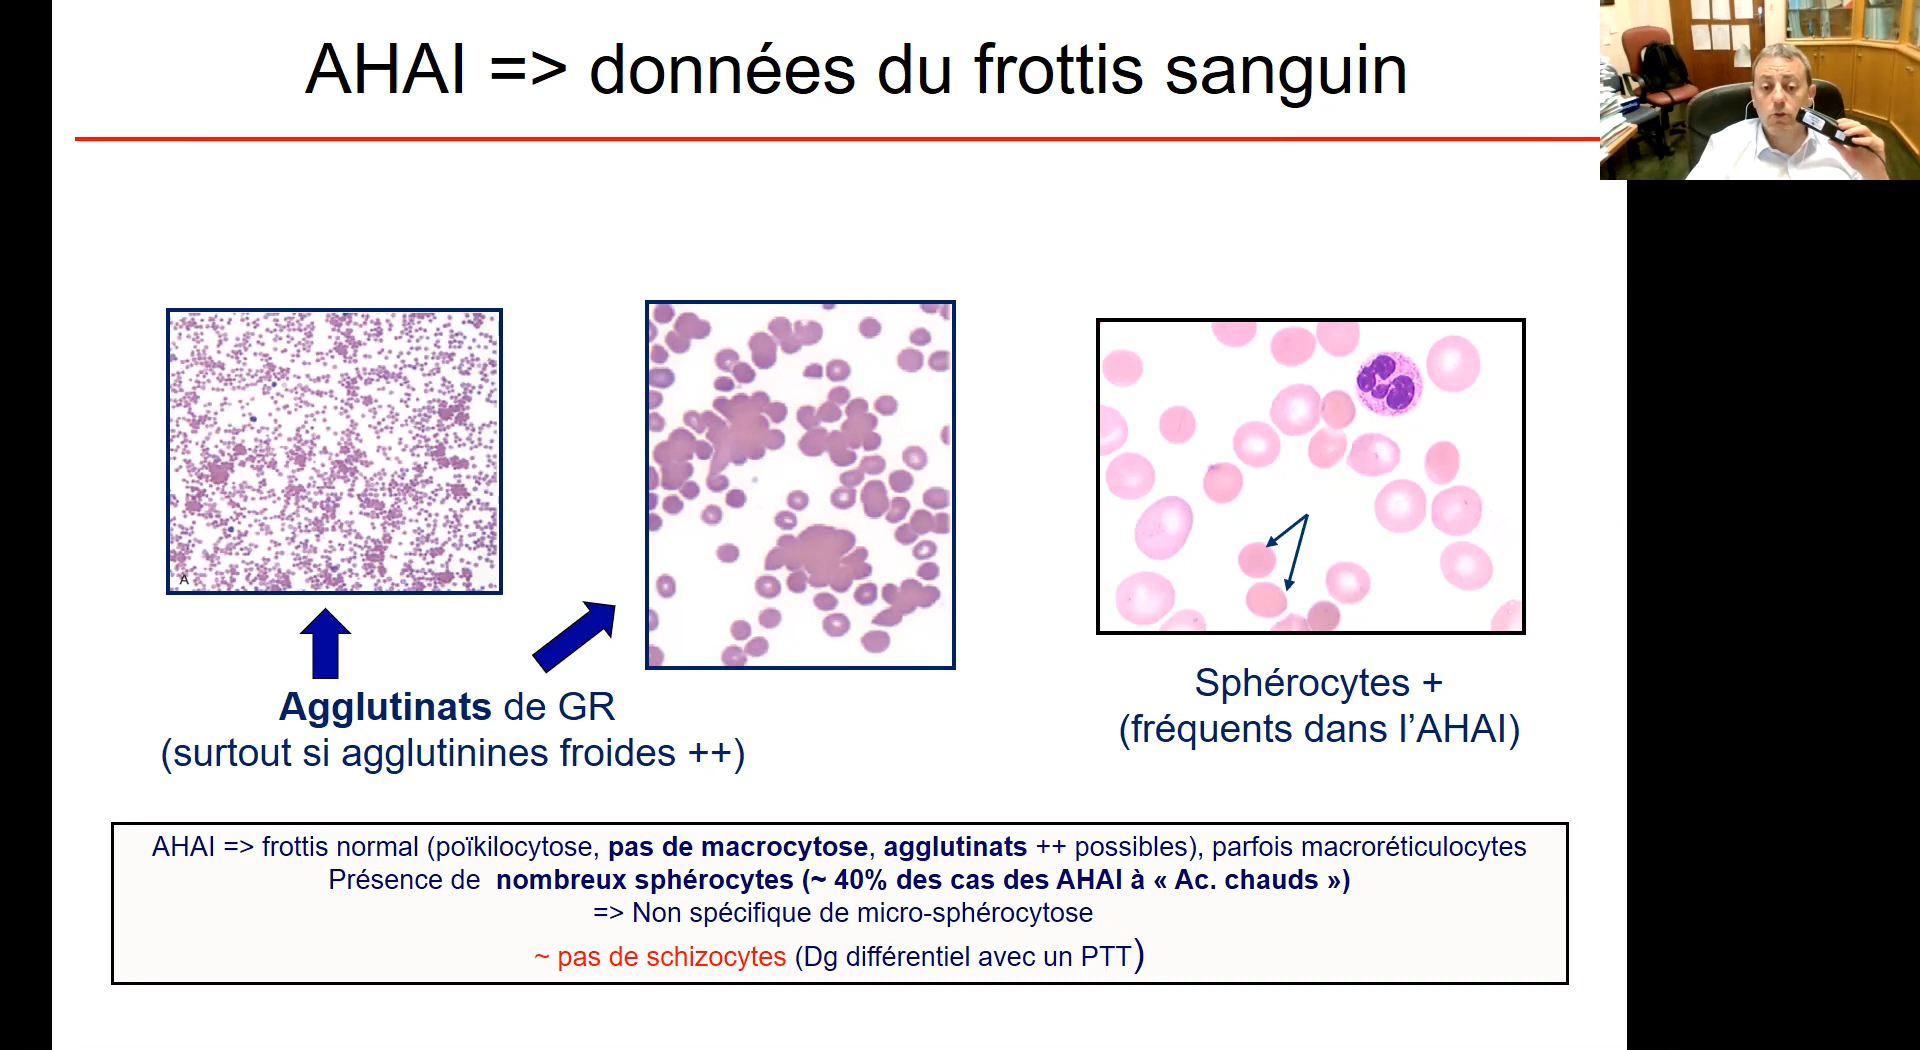 AHAI => données du frottis sanguin
A
Agglutinats de GR
(surtout si agglutinines froides ++)
Sphérocytes +
(fréquents dans l’AHAI)
AHAI => frottis normal (poïkilocytose, pas de macrocytose, agglutinats ++ possibles), parfois macroréticulocytes
Présence de nombreux sphérocytes (~ 40% des cas des AHAI à « Ac. chauds »)
=> Non spécifique de micro-sphérocytose
~ pas de schizocytes (Dg différentiel avec un PTT)